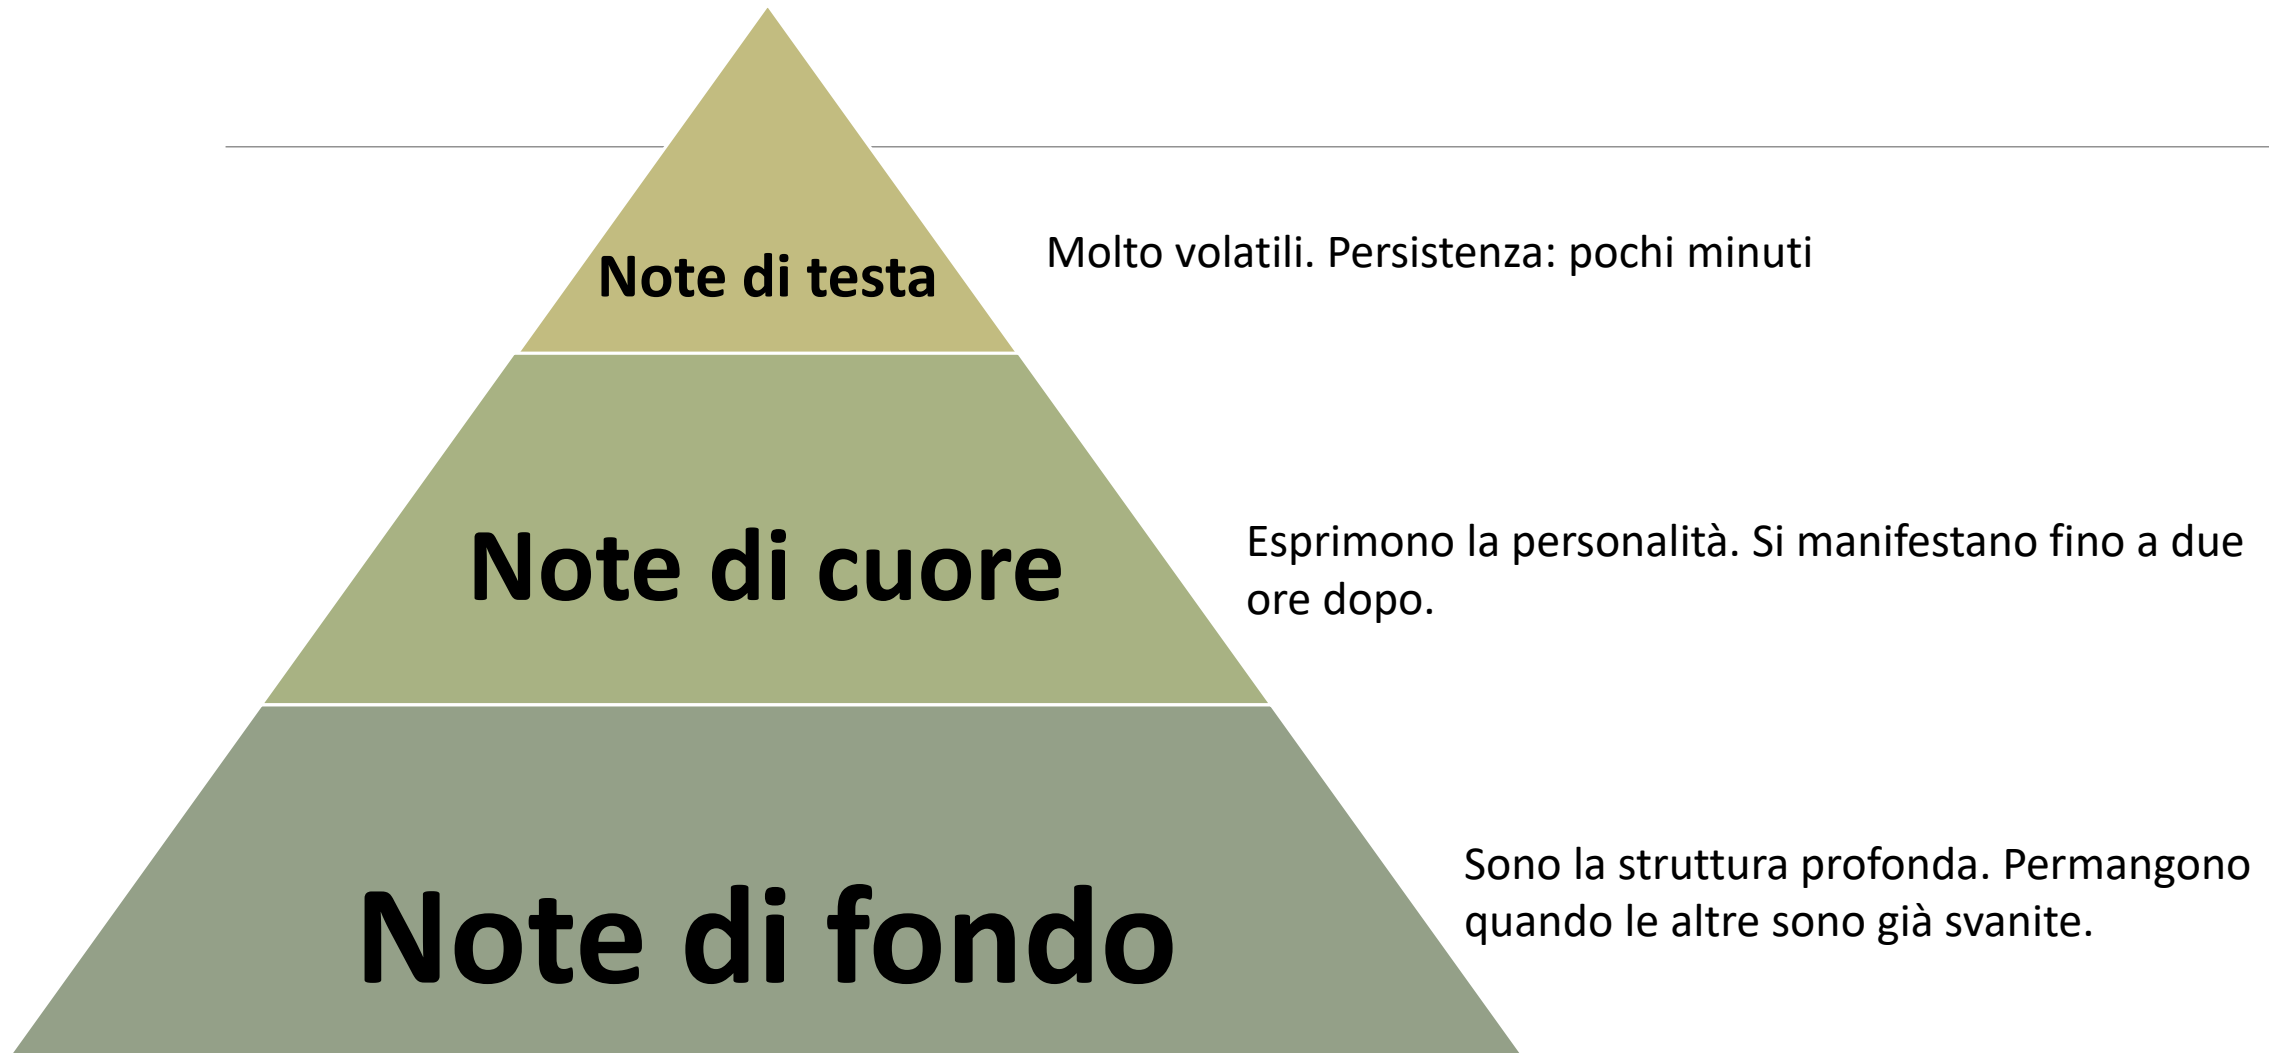 Note di testa
Molto volatili. Persistenza: pochi minuti
Note di cuore
Esprimono la personalità. Si manifestano fino a due
ore dopo.
Note di fondo
Sono la struttura profonda. Permangono
quando le altre sono già svanite.